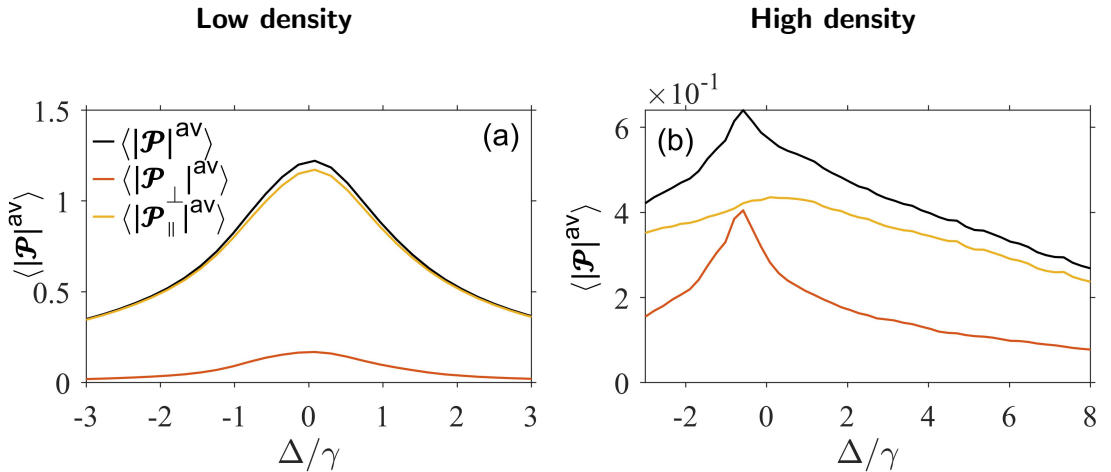 Low density
High density
(a)
⟨|𝓟|^av⟩
⟨|𝓟_⊥|^av⟩
⟨|𝓟_∥|^av⟩
⟨|𝓟|^av⟩
1.5
1
0.5
0
-3 -2 -1 0 1 2 3
Δ/γ
×10^-1
(b)
⟨|𝓟|^av⟩
6
4
2
0
-2 0 2 4 6 8
Δ/γ